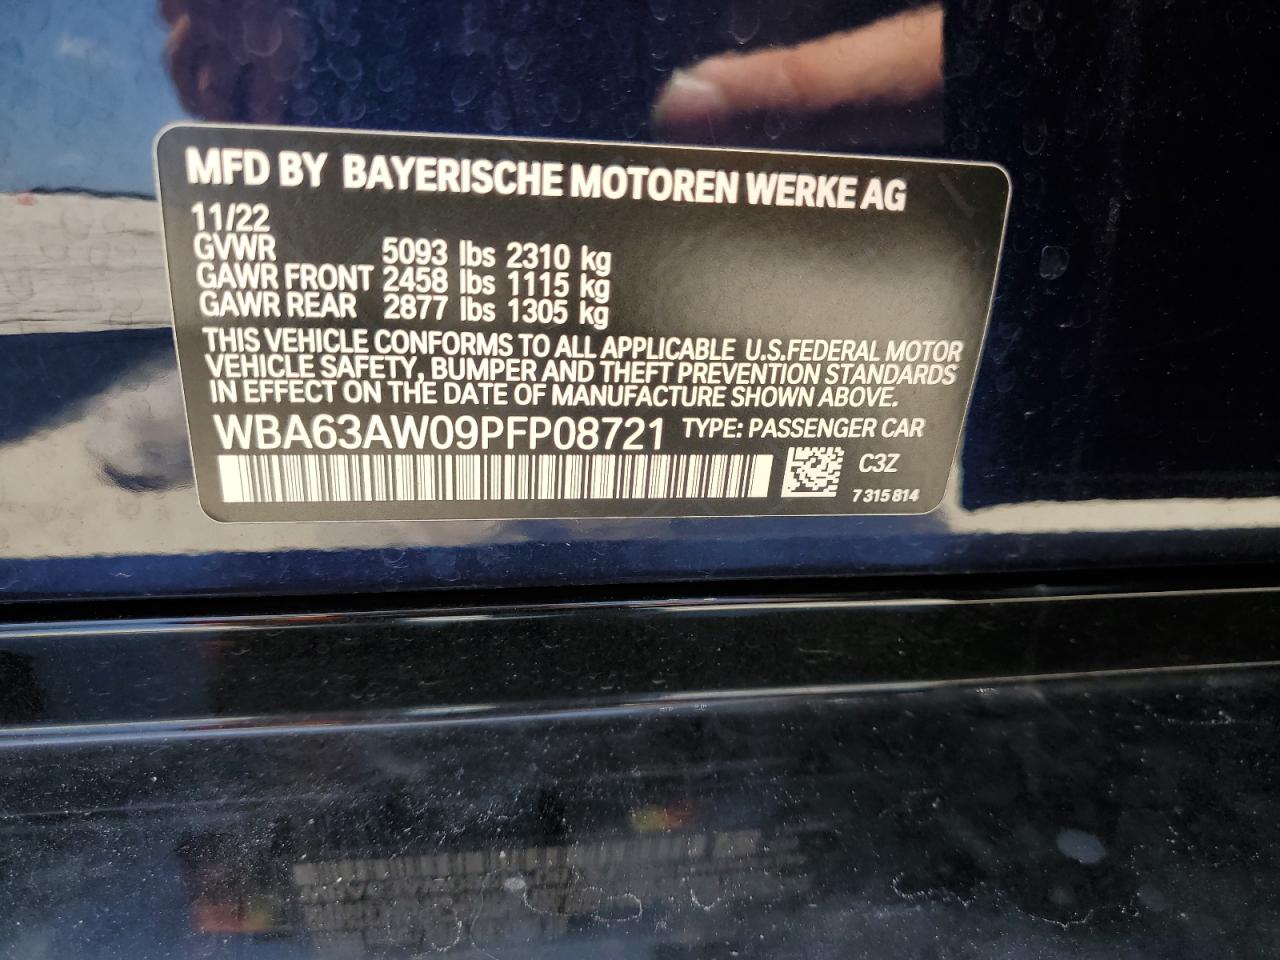 MFD BY BAYERISCHE MOTOREN WERKE AG
11/22
GVWR 5093 lbs 2310 kg
GAWR FRONT 2458 lbs 1115 kg
GAWR REAR 2877 lbs 1305 kg
THIS VEHICLE CONFORMS TO ALL APPLICABLE U.S.FEDERAL MOTOR
VEHICLE SAFETY, BUMPER AND THEFT PREVENTION STANDARDS
IN EFFECT ON THE DATE OF MANUFACTURE SHOWN ABOVE.
WBA63AW09PFP08721 TYPE: PASSENGER CAR
C3Z
7 315 814